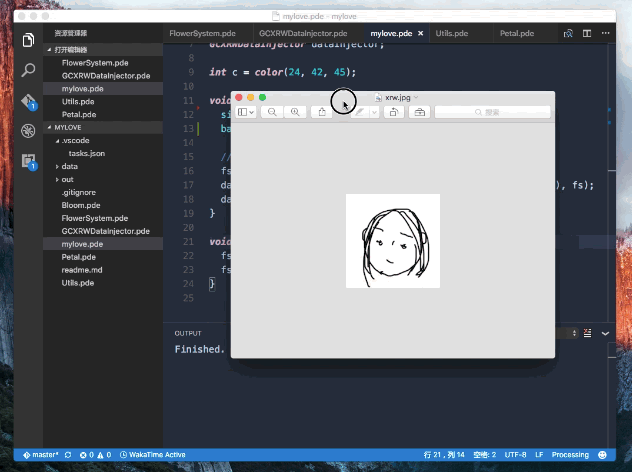 mylove.pde - mylove
资源管理器
打开编辑器
FlowerSystem.pde
GCXRWDataInjector.pde
mylove.pde
Utils.pde
Petal.pde
MYLOVE
.vscode
tasks.json
data
out
.gitignore
Bloom.pde
FlowerSystem.pde
GCXRWDataInjector.pde
mylove.pde
Petal.pde
readme.md
Utils.pde
FlowerSystem.pde
GCXRWDataInjector.pde
mylove.pde
Utils.pde
Petal.pde
7 GCXRWDataInjector dataInjector;
8
9 int c = color(24, 42, 45);
10
11 void
12 si
13 ba
14
15 //
16 fs
17 da ), fs);
18 da
19 }
20
21 void
22 fs
23 fs
24 }
25
xrw.jpg
搜索
OUTPUT
Finished.
master* 0 0 WakaTime Active 行 21，列 14 空格: 2 UTF-8 LF Processing